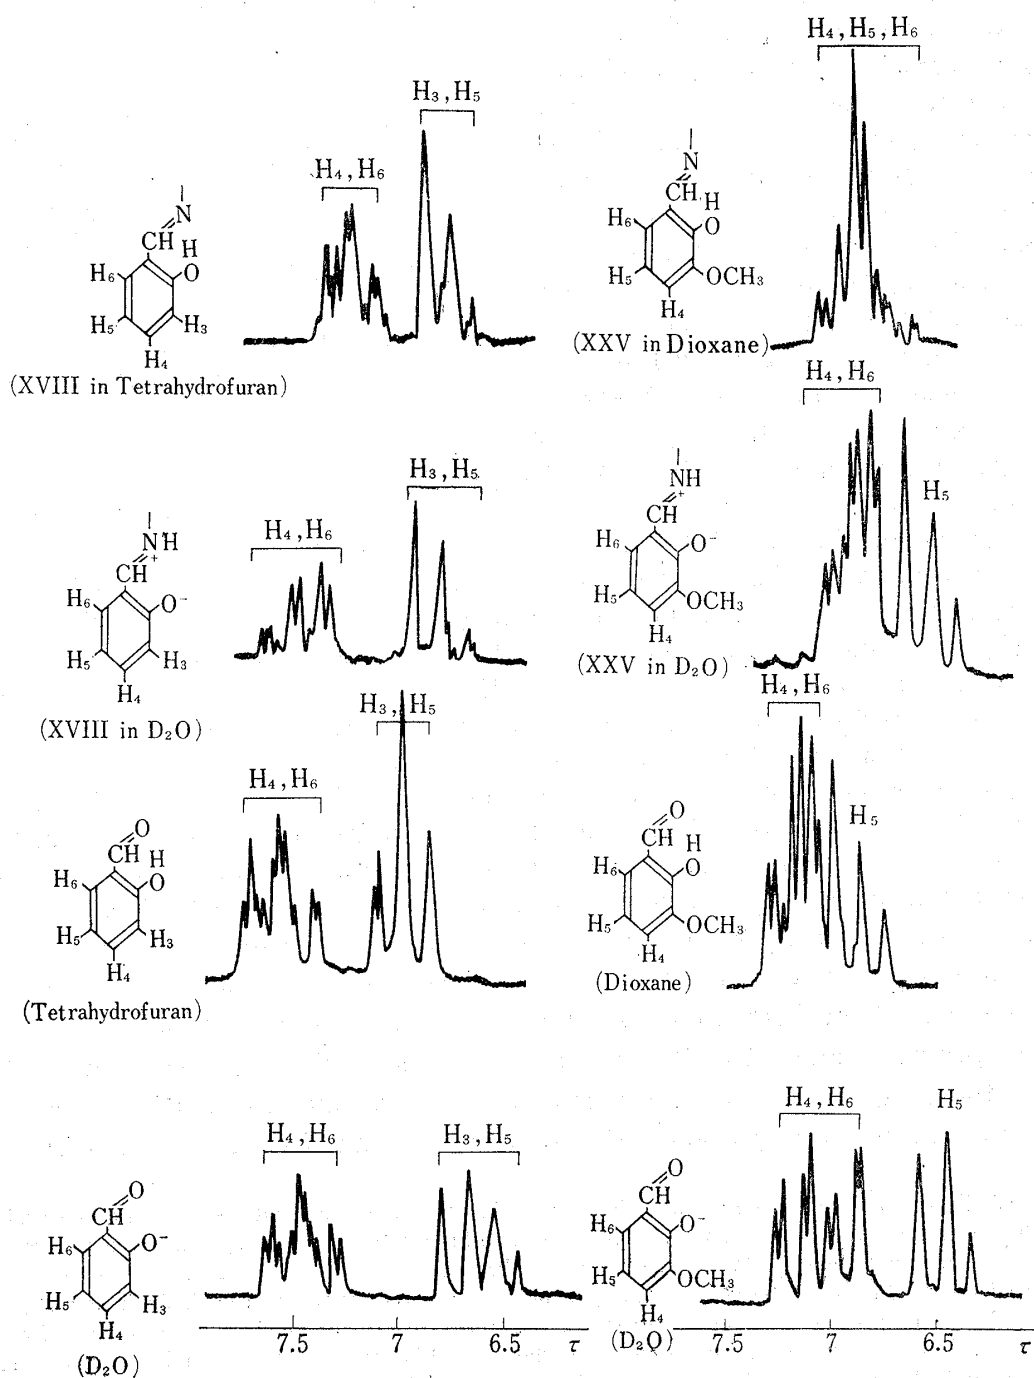 H₃, H₅
H₄, H₆
N
CH H
H₆ O
H₅ H₃
H₄
(XVIII in Tetrahydrofuran)
H₄, H₅, H₆
N
CH H
H₆ O
H₅ OCH₃
H₄
(XXV in Dioxane)
H₃, H₅
H₄, H₆
NH
+
CH
H₆ O⁻
H₅ H₃
H₄
(XVIII in D₂O)
H₄, H₆
H₅
NH
+
CH
H₆ O⁻
H₅ OCH₃
H₄
(XXV in D₂O)
H₃, H₅
H₄, H₆
O
CH H
H₆ O
H₅ H₃
H₄
(Tetrahydrofuran)
H₄, H₆
H₅
O
CH H
H₆ O
H₅ OCH₃
H₄
(Dioxane)
H₄, H₆ H₃, H₅
O
CH
H₆ O⁻
H₅ H₃
H₄
(D₂O)
7.5 7 6.5 τ
H₄, H₆ H₅
O
CH
H₆ O⁻
H₅ OCH₃
H₄
(D₂O)
7.5 7 6.5 τ